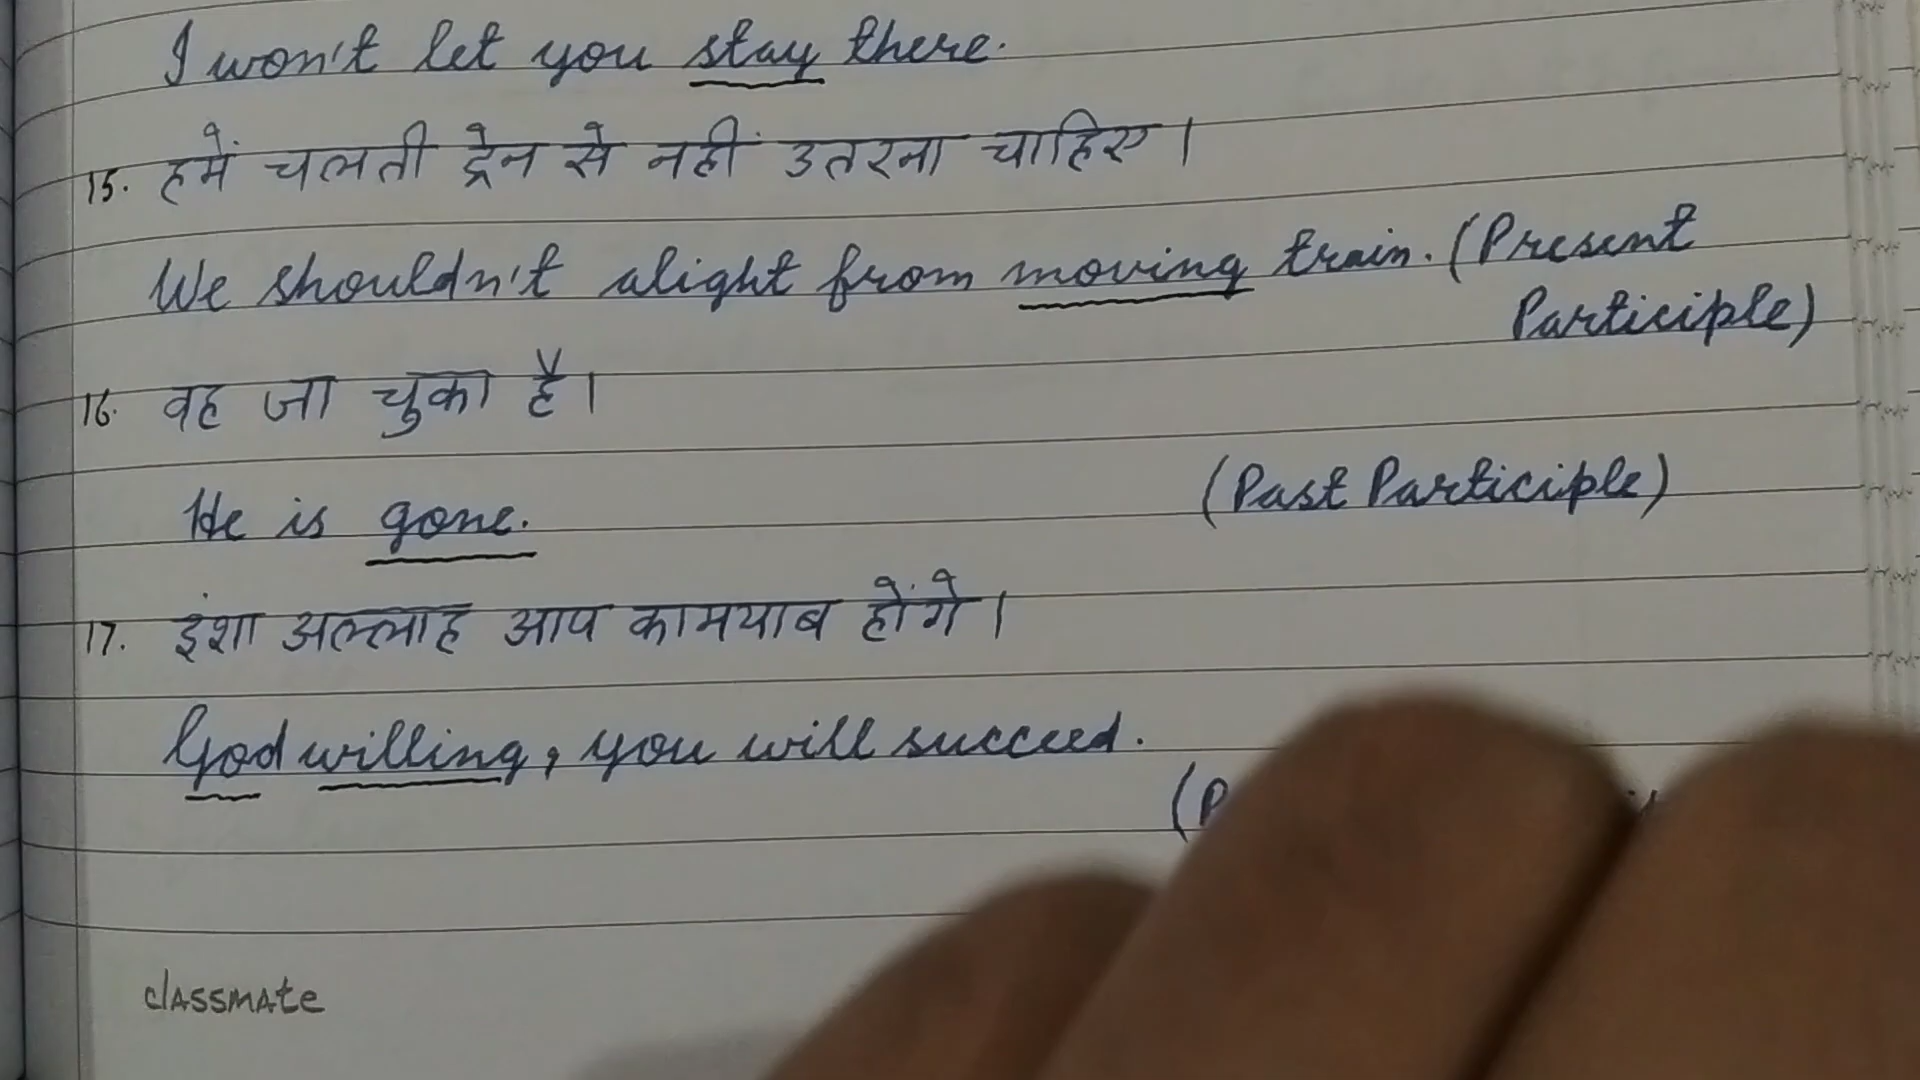 I won't let you stay there.
15. हमें चलती ट्रेन से नहीं उतरना चाहिए।
We shouldn't alight from moving train. (Present
Participle)
16. वह जा चुका है।
He is gone. (Past Participle)
17. इंशा अल्लाह आप कामयाब होंगे।
God willing, you will succeed.
(P
classmate